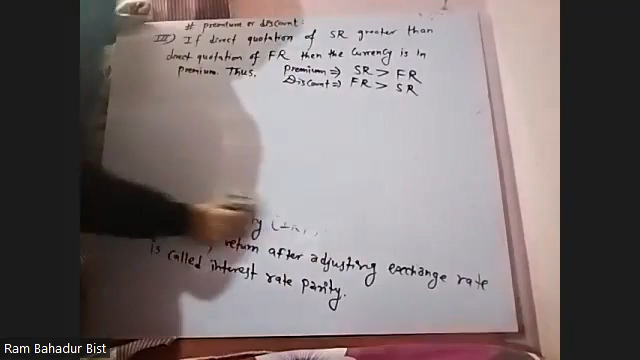 # premium or discount:
III) If direct quotation of SR greater than
direct quotation of FR then the currency is in
premium. Thus. premium => SR > FR
Discount => FR > SR
return after adjusting exchange rate
is called interest rate parity.
Ram Bahadur Bist